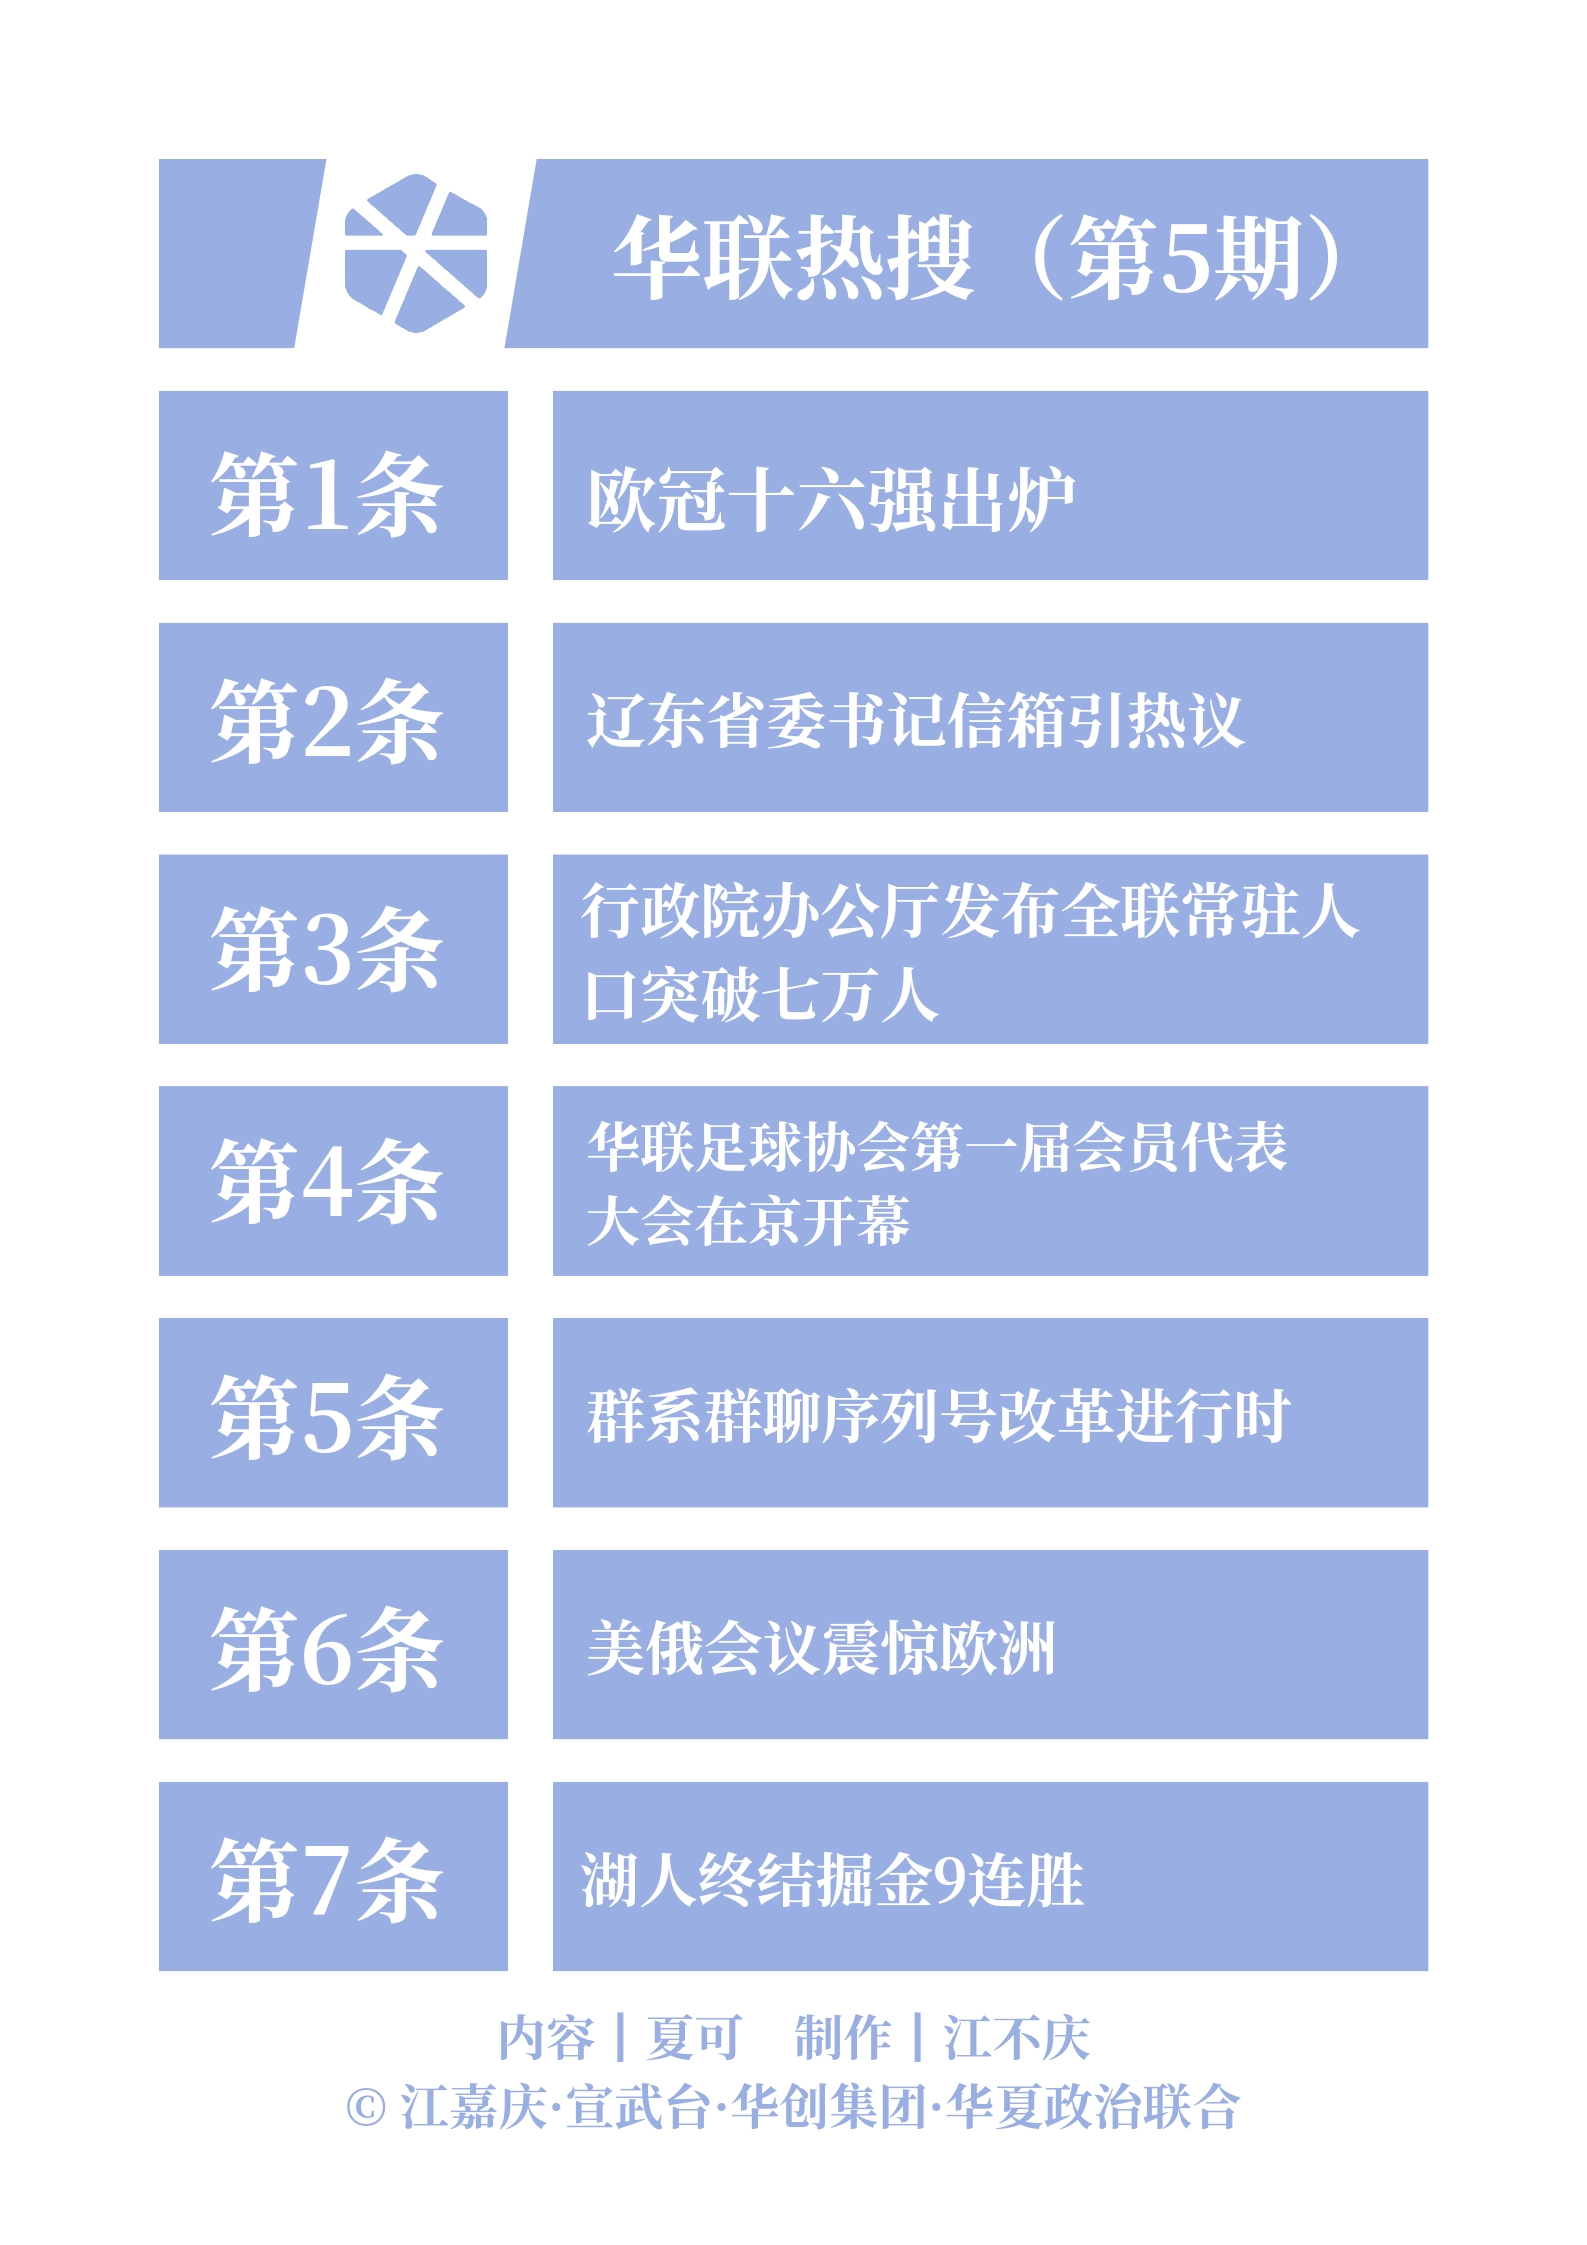 华联热搜（第5期）
第1条
欧冠十六强出炉
第2条
辽东省委书记信箱引热议
第3条
行政院办公厅发布全联常驻人
口突破七万人
第4条
华联足球协会第一届会员代表
大会在京开幕
第5条
群系群聊序列号改革进行时
第6条
美俄会议震惊欧洲
第7条
湖人终结掘金9连胜
内容｜夏可　制作｜江不庆
© 江嘉庆·宣武台·华创集团·华夏政治联合